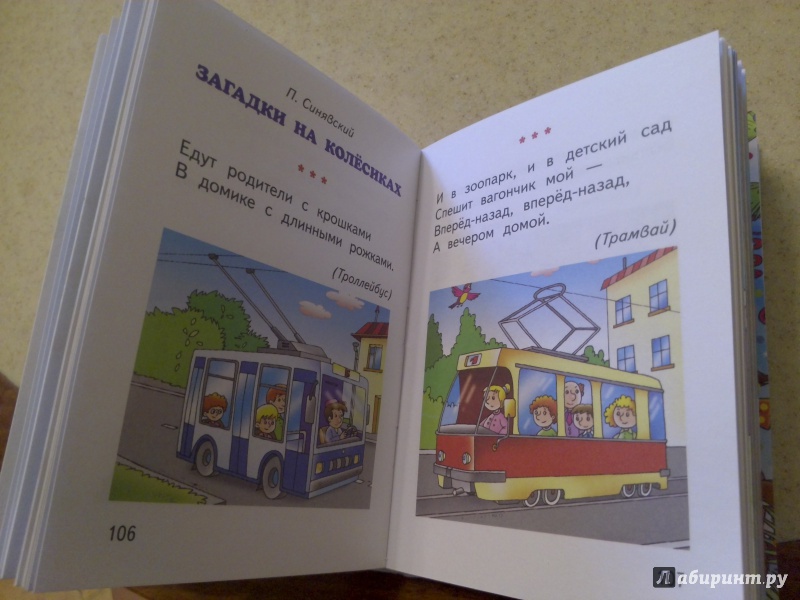 П. Синявский
ЗАГАДКИ НА КОЛЁСИКАХ
* * *
Едут родители с крошками
В домике с длинными рожками.
(Троллейбус)
106
* * *
И в зоопарк, и в детский сад
Спешит вагончик мой —
Вперёд-назад, вперёд-назад,
А вечером домой.
(Трамвай)
Лабиринт.ру